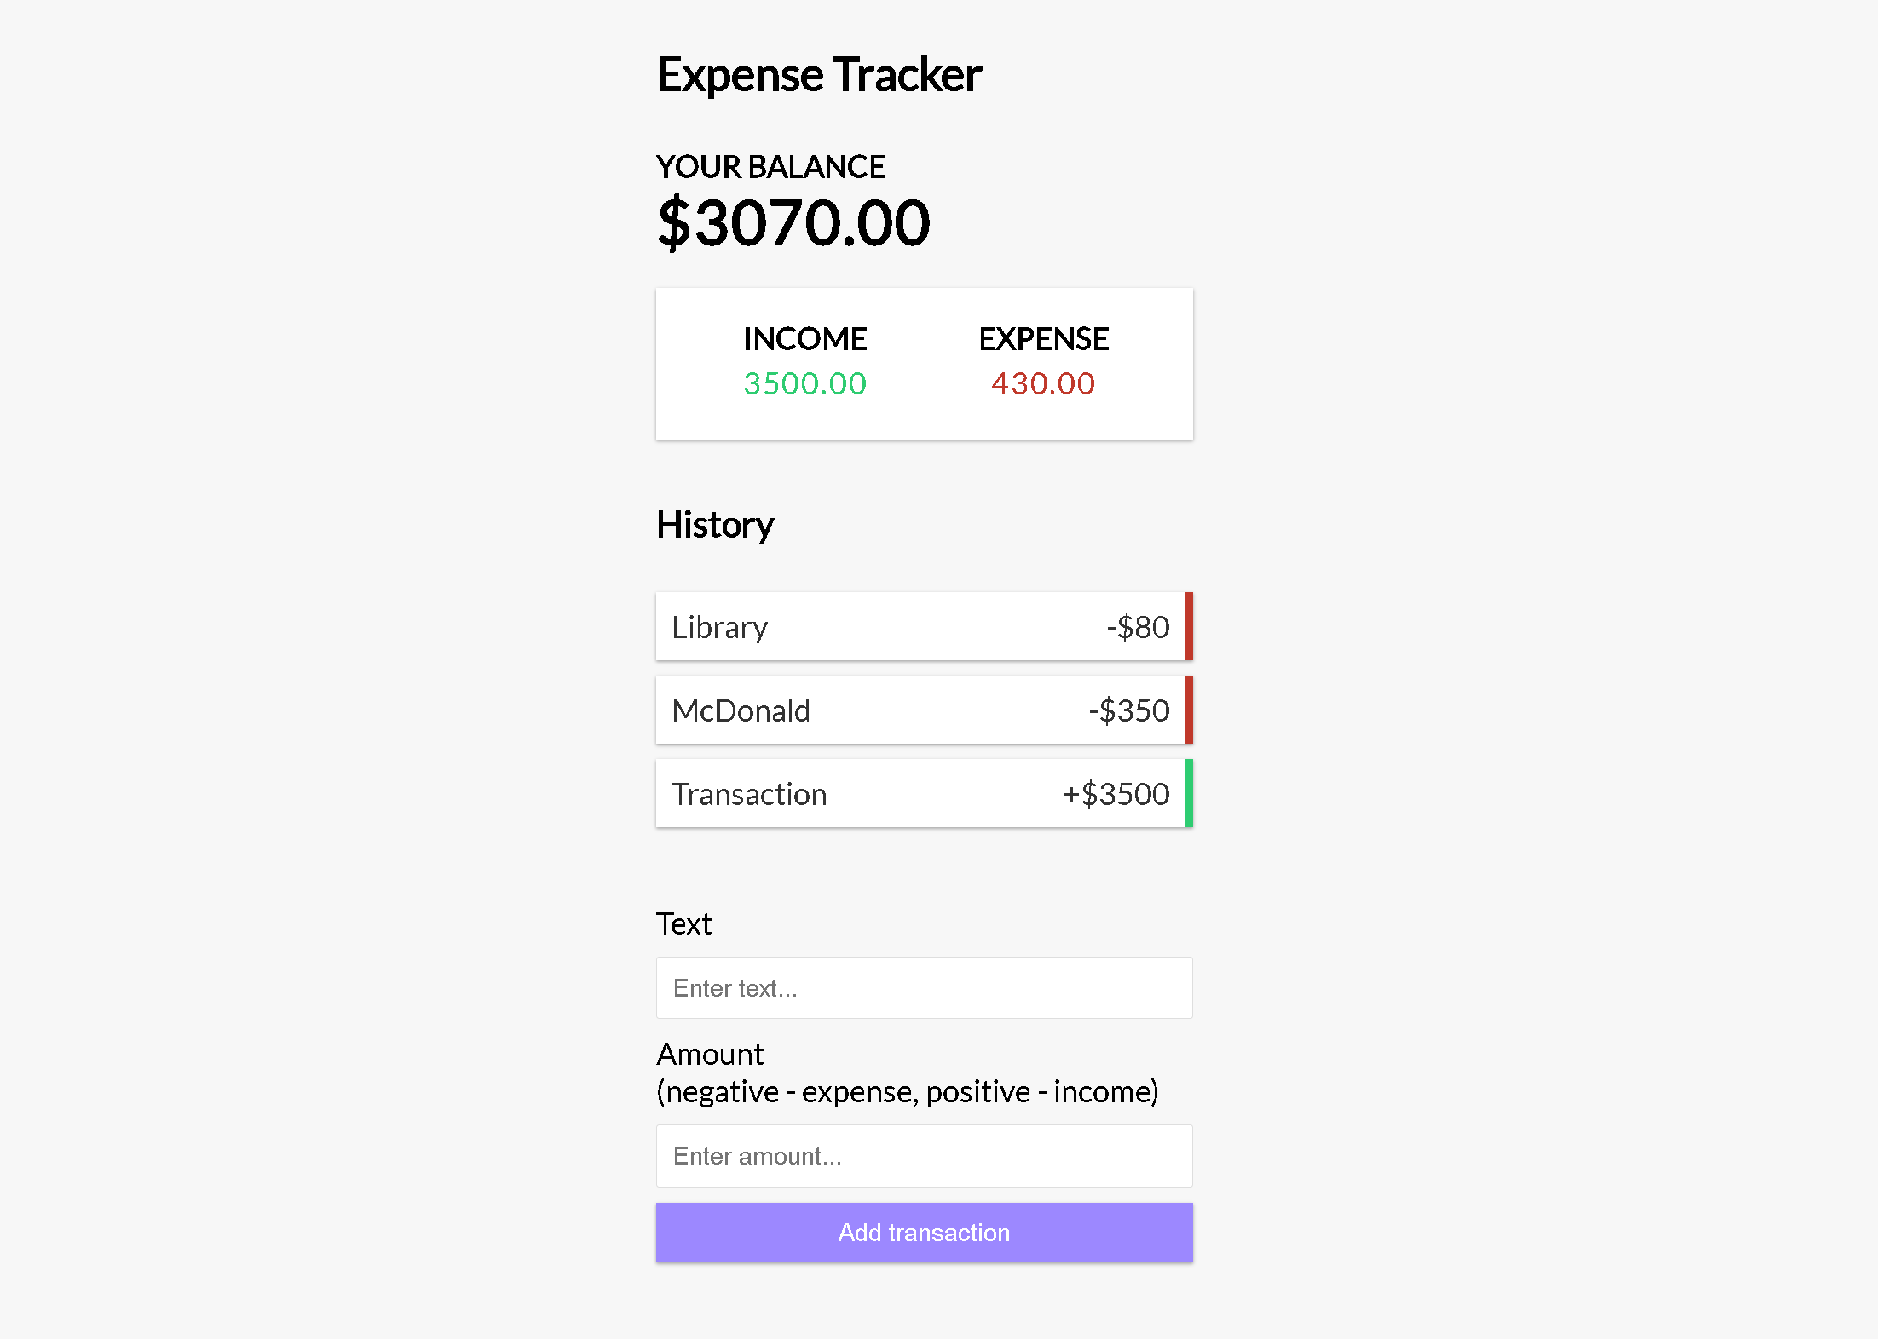 Expense Tracker
YOUR BALANCE
$3070.00
INCOME EXPENSE
3500.00 430.00
History
Library -$80
McDonald -$350
Transaction +$3500
Text
Enter text...
Amount
(negative - expense, positive - income)
Enter amount...
Add transaction